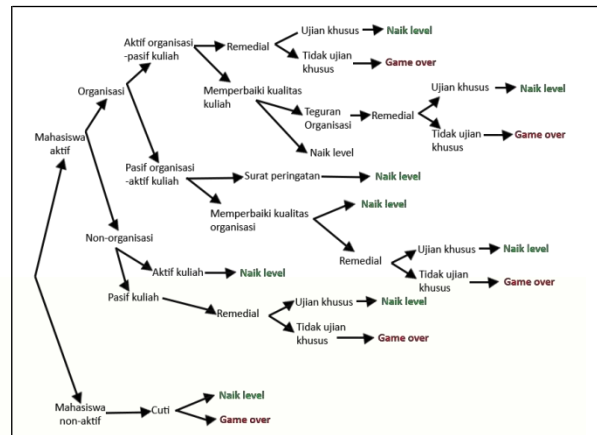 Ujian khusus
Naik level
Aktif organisasi
-pasif kuliah
Remedial
Tidak ujian
khusus
Game over
Organisasi
Memperbaiki kualitas
kuliah
Ujian khusus
Naik level
Teguran
Organisasi
Remedial
Tidak ujian
khusus
Game over
Mahasiswa
aktif
Naik level
Pasif organisasi
-aktif kuliah
Surat peringatan
Naik level
Memperbaiki kualitas
organisasi
Naik level
Non-organisasi
Remedial
Ujian khusus
Naik level
Tidak ujian
khusus
Game over
Aktif kuliah
Naik level
Pasif kuliah
Remedial
Ujian khusus
Naik level
Tidak ujian
khusus
Game over
Mahasiswa
non-aktif
Cuti
Naik level
Game over